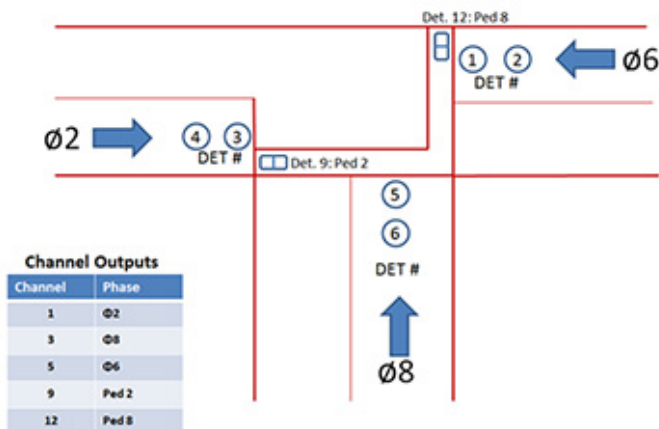 Det. 12: Ped 8
1 2
DET #
Ø6
Ø2
4 3
DET #
Det. 9: Ped 2
5
6
DET #
Ø8
Channel Outputs
Channel Phase
1 Φ2
3 Φ8
5 Φ6
9 Ped 2
12 Ped 8